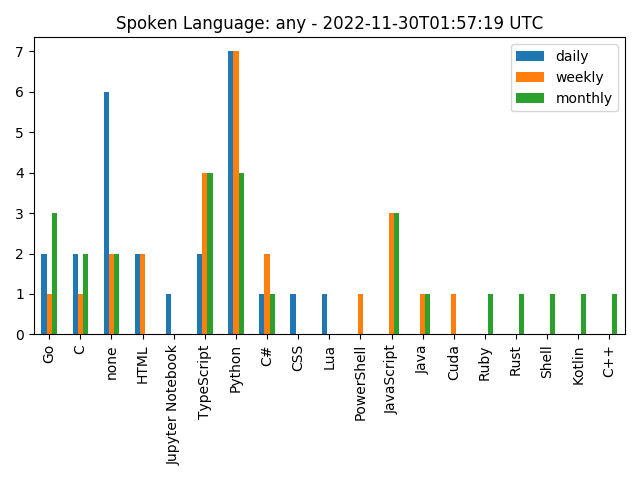 Spoken Language: any - 2022-11-30T01:57:19 UTC
daily
weekly
monthly
7
6
5
4
3
2
1
0
Go
C
none
HTML
Jupyter Notebook
TypeScript
Python
C#
CSS
Lua
PowerShell
JavaScript
Java
Cuda
Ruby
Rust
Shell
Kotlin
C++